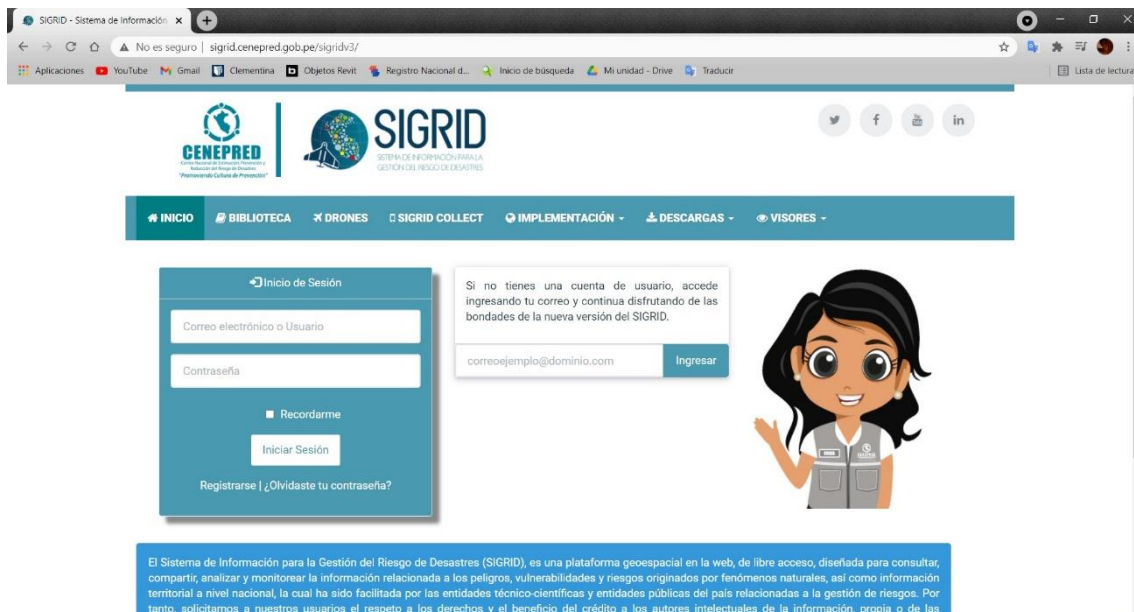 SIGRID - Sistema de Información
No es seguro | sigrid.cenepred.gob.pe/sigridv3/
Aplicaciones YouTube Gmail Clementina Objetos Revit Registro Nacional d... Inicio de búsqueda Mi unidad - Drive Traducir Lista de lectura
CENEPRED
"Promoviendo Cultura de Prevención"
SIGRID
SISTEMA DE INFORMACIÓN PARA LA
GESTIÓN DEL RIESGO DE DESASTRES
INICIO BIBLIOTECA DRONES SIGRID COLLECT IMPLEMENTACIÓN DESCARGAS VISORES
Inicio de Sesión
Correo electrónico o Usuario
Contraseña
Recordarme
Iniciar Sesión
Registrarse | ¿Olvidaste tu contraseña?
Si no tienes una cuenta de usuario, accede
ingresando tu correo y continua disfrutando de las
bondades de la nueva versión del SIGRID.
correoejemplo@dominio.com Ingresar
El Sistema de Información para la Gestión del Riesgo de Desastres (SIGRID), es una plataforma geoespacial en la web, de libre acceso, diseñada para consultar,
compartir, analizar y monitorear la información relacionada a los peligros, vulnerabilidades y riesgos originados por fenómenos naturales, así como información
territorial a nivel nacional, la cual ha sido facilitada por las entidades técnico-científicas y entidades públicas del país relacionadas a la gestión de riesgos. Por
tanto, solicitamos a nuestros usuarios el respeto a los derechos y el beneficio del crédito a los autores intelectuales de la información, propia o de las